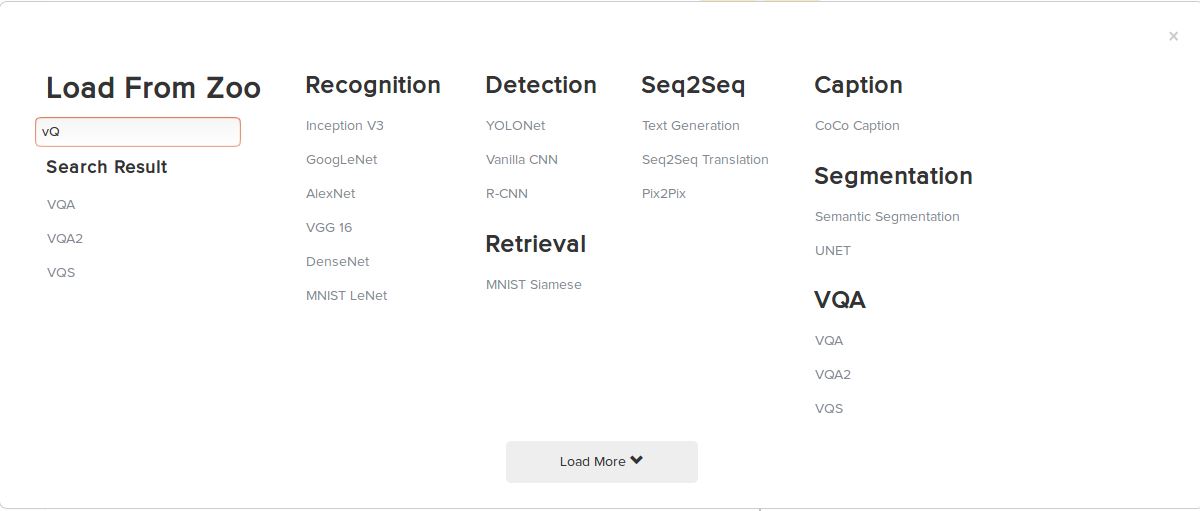 ×
Load From Zoo
vQ
Search Result
VQA
VQA2
VQS
Recognition
Inception V3
GoogLeNet
AlexNet
VGG 16
DenseNet
MNIST LeNet
Detection
YOLONet
Vanilla CNN
R-CNN
Retrieval
MNIST Siamese
Seq2Seq
Text Generation
Seq2Seq Translation
Pix2Pix
Caption
CoCo Caption
Segmentation
Semantic Segmentation
UNET
VQA
VQA
VQA2
VQS
Load More